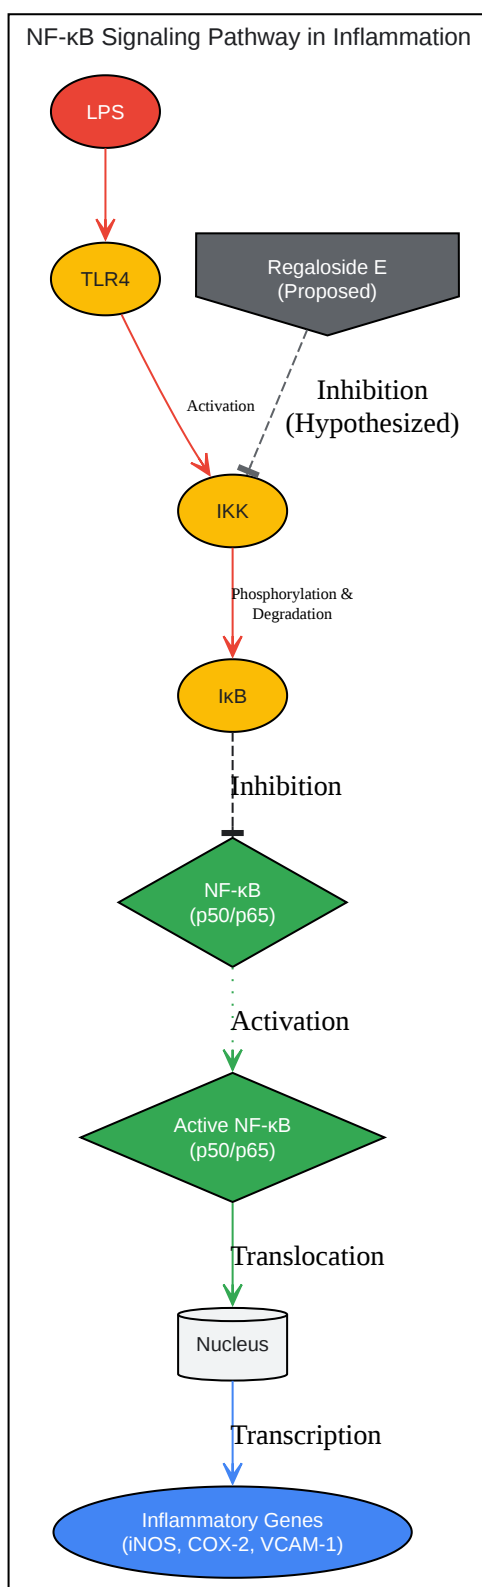 NF-κB Signaling Pathway in Inflammation
LPS
TLR4
Regaloside E
(Proposed)
Activation
Inhibition
(Hypothesized)
IKK
Phosphorylation &
Degradation
IκB
Inhibition
NF-κB
(p50/p65)
Activation
Active NF-κB
(p50/p65)
Translocation
Nucleus
Transcription
Inflammatory Genes
(iNOS, COX-2, VCAM-1)